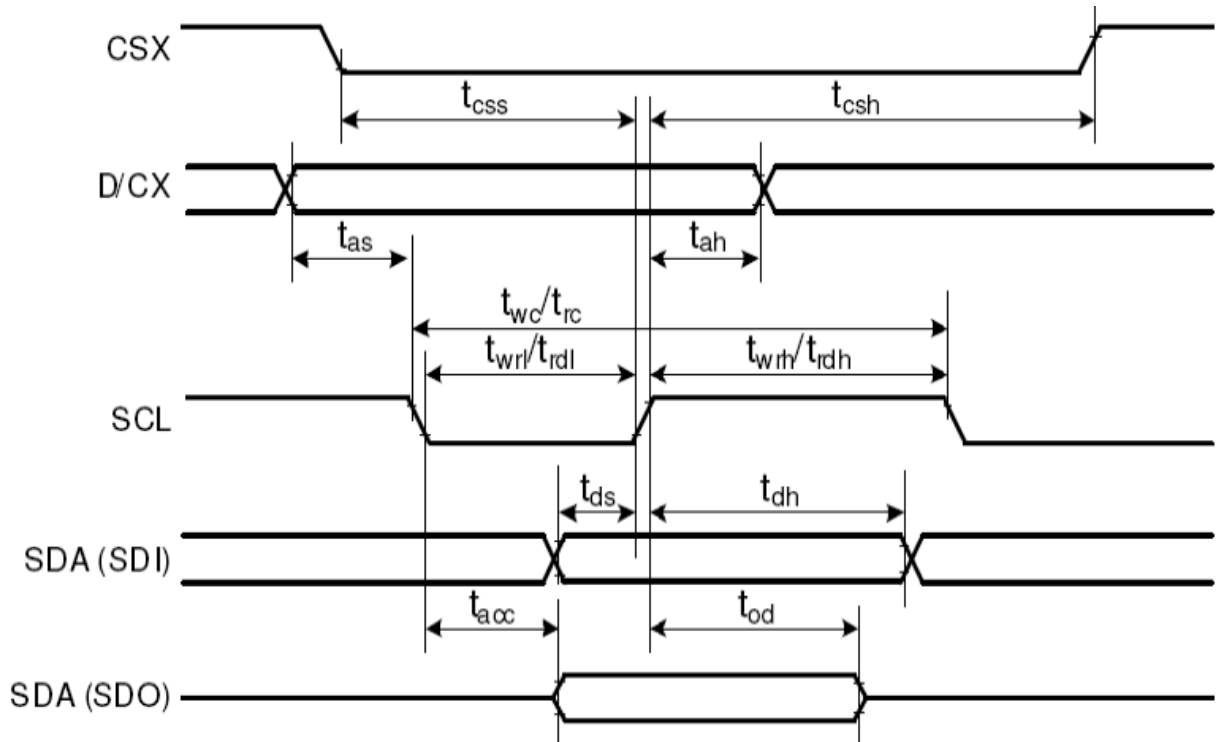 CSX
tcss
tcsh
D/CX
tas
tah
twc/trc
twrl/trdl
twrh/trdh
SCL
tds
tdh
SDA (SDI)
tacc
tod
SDA (SDO)